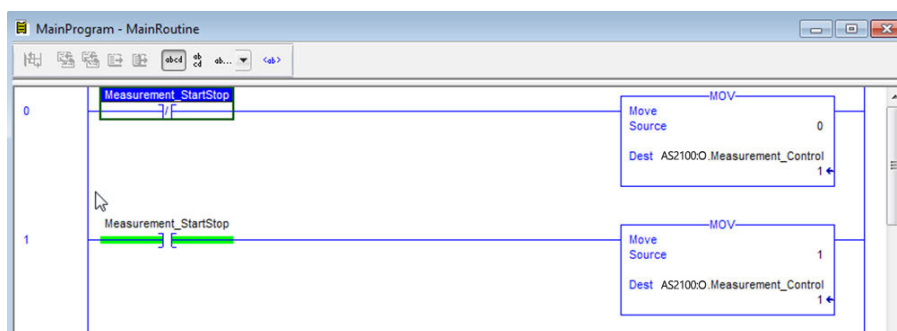 MainProgram - MainRoutine
abcd ab cd ab... <ab>
0
Measurement_StartStop
MOV
Move
Source 0
Dest AS2100:O.Measurement_Control
1
1
Measurement_StartStop
MOV
Move
Source 1
Dest AS2100:O.Measurement_Control
1